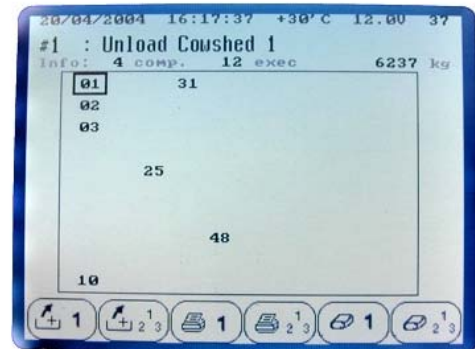 20/04/2004 16:17:37 +30°C 12.0V 37
#1 : Unload Cowshed 1
Info: 4 comp. 12 exec 6237 kg
01 31
02
03
25
48
10
1 2 1 3 1 2 1 3 1 2 1 3